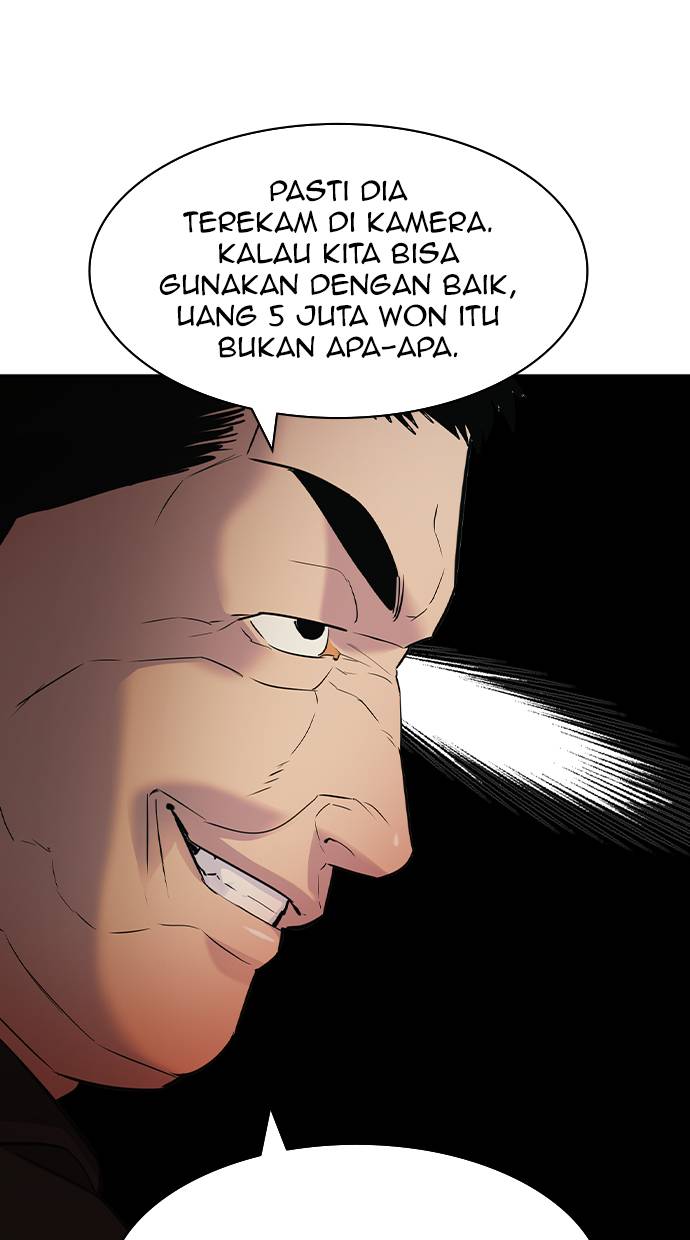 PASTI DIA
TEREKAM DI KAMERA.
KALAU KITA BISA
GUNAKAN DENGAN BAIK,
UANG 5 JUTA WON ITU
BUKAN APA-APA.